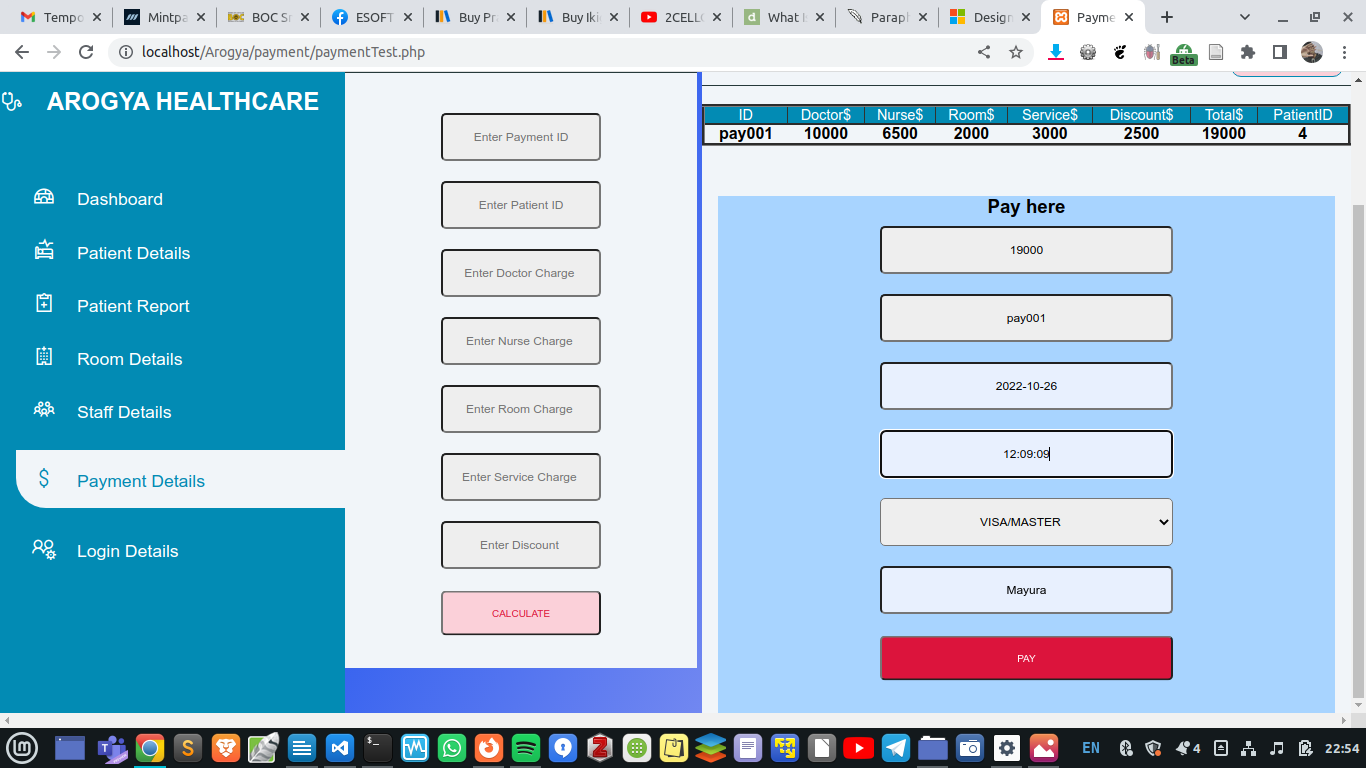 Tempo
Mintpa
BOC Sr
ESOFT
Buy Pr
Buy Iki
2CELLO
What I
Paraph
Design
Payme
localhost/Arogya/payment/paymentTest.php
Beta
AROGYA HEALTHCARE
Dashboard
Patient Details
Patient Report
Room Details
Staff Details
Payment Details
Login Details
Enter Payment ID
Enter Patient ID
Enter Doctor Charge
Enter Nurse Charge
Enter Room Charge
Enter Service Charge
Enter Discount
CALCULATE
ID Doctor$ Nurse$ Room$ Service$ Discount$ Total$ PatientID
pay001 10000 6500 2000 3000 2500 19000 4
Pay here
19000
pay001
2022-10-26
12:09:09
VISA/MASTER
Mayura
PAY
EN 4 22:54